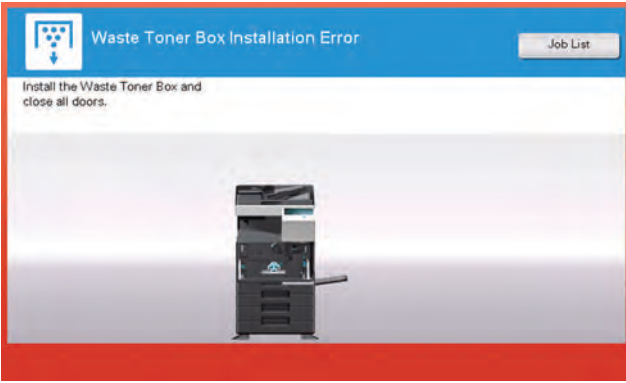 Waste Toner Box Installation Error
Job List
Install the Waste Toner Box and
close all doors.